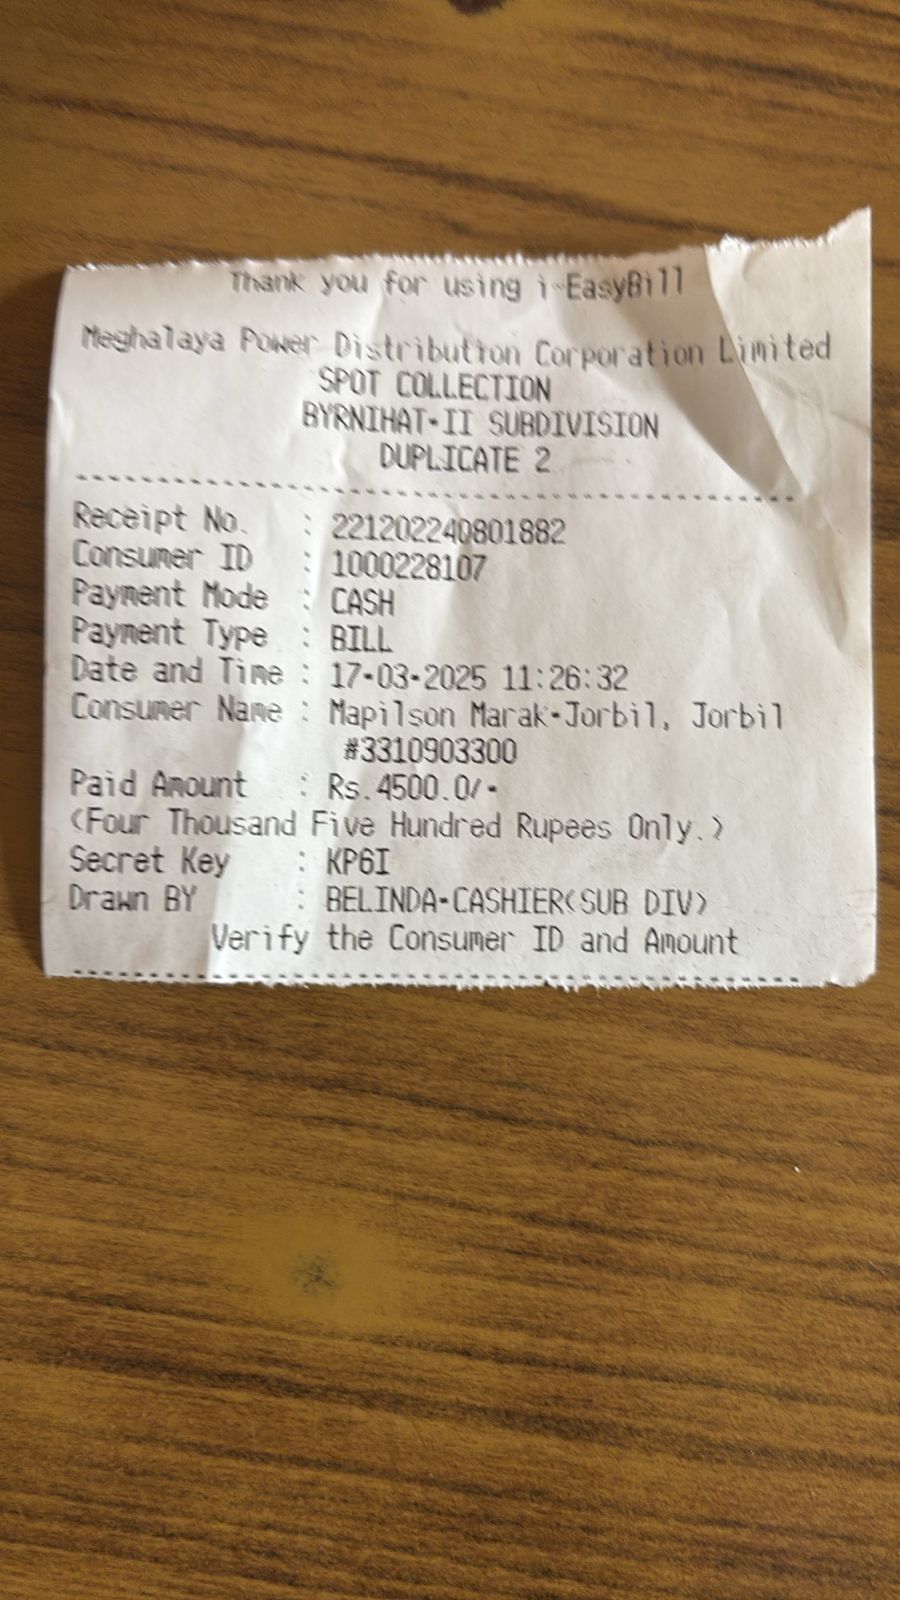 Thank you for using i-EasyBill
Meghalaya Power Distribution Corporation Limited
SPOT COLLECTION
BYRNIHAT-II SUBDIVISION
DUPLICATE 2
Receipt No. : 221202240801882
Consumer ID : 1000228107
Payment Mode : CASH
Payment Type : BILL
Date and Time : 17-03-2025 11:26:32
Consumer Name : Mapilson Marak-Jorbil, Jorbil
#3310903300
Paid Amount : Rs.4500.0/-
(Four Thousand Five Hundred Rupees Only.)
Secret Key : KP6I
Drawn BY : BELINDA-CASHIER(SUB DIV)
Verify the Consumer ID and Amount